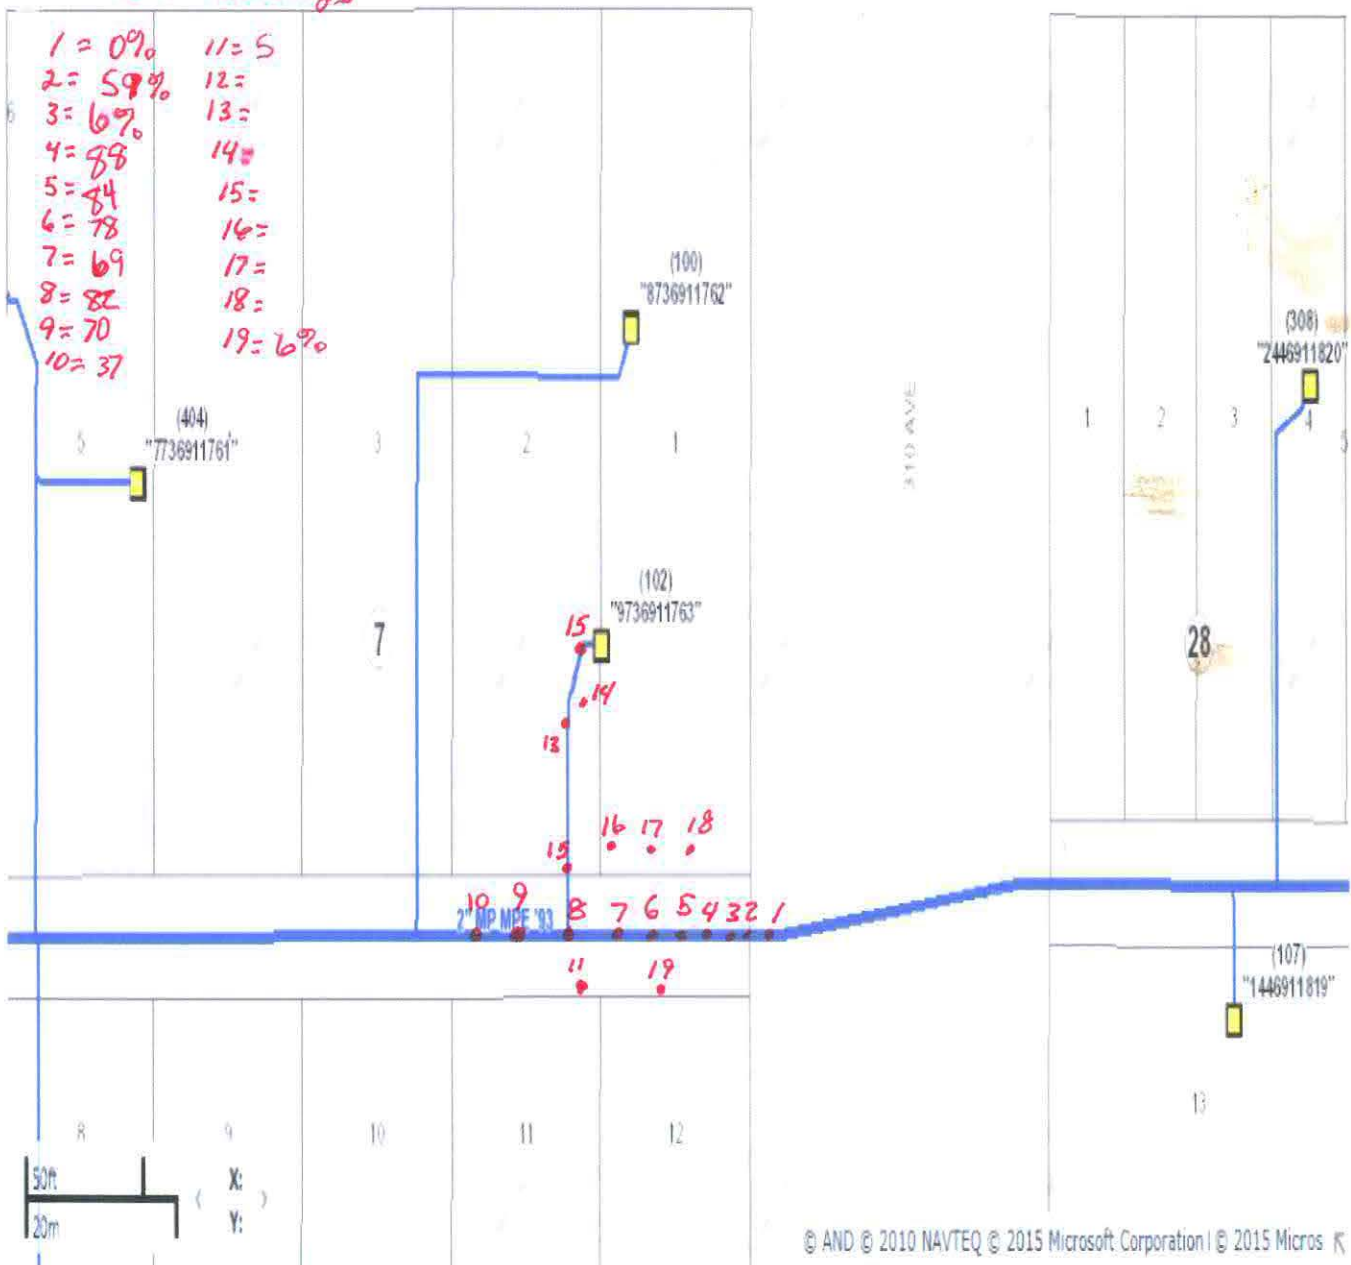 1 = 0%
2 = 59%
3 = 6%
4 = 88
5 = 84
6 = 78
7 = 69
8 = 82
9 = 70
10 = 37
11 = 5
12 =
13 =
14 =
15 =
16 =
17 =
18 =
19 = 6%
6
(100)
"8736911762"
(308)
"2446911820"
(404)
"7736911761"
5
3
2
1
310 AVE
1
2
3
4
5
(102)
"9736911763"
7
28
15
14
13
16
17
18
15
10
9
8
7
6
5
4
3
2
1
2" MP MPE '93
11
19
(107)
"1446911819"
8
9
10
11
12
13
50ft
20m
X:
Y:
© AND © 2010 NAVTEQ © 2015 Microsoft Corporation | © 2015 Micros